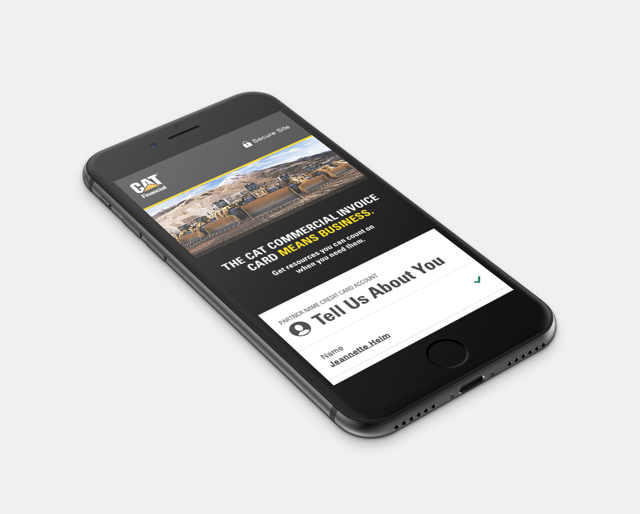 CAT
Financial
Secure Site
THE CAT COMMERCIAL INVOICE
CARD MEANS BUSINESS.
Get resources you can count on
when you need them.
PARTNER NAME CREDIT CARD ACCOUNT
Tell Us About You
Name
Jeannette Helm